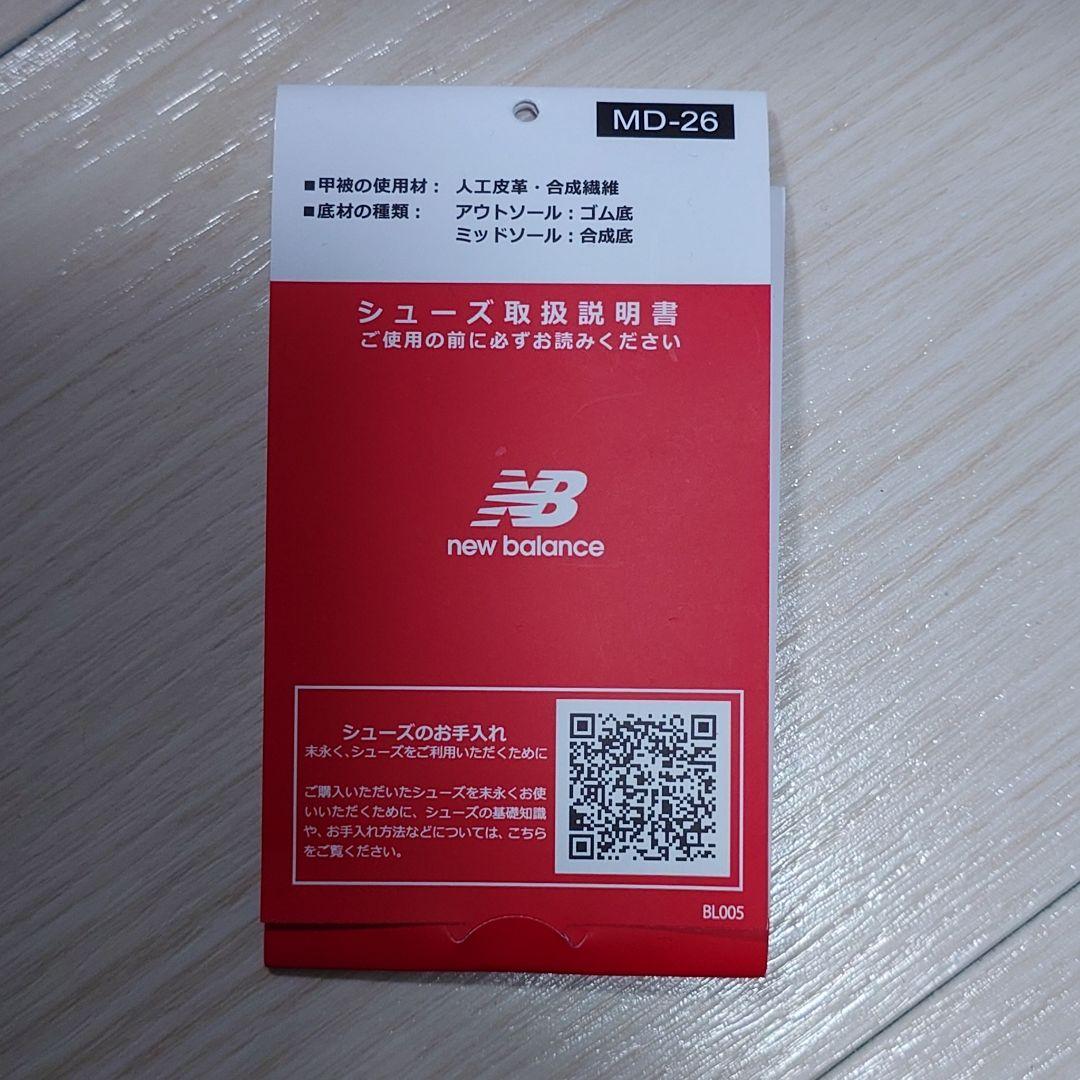 MD-26
■甲被の使用材： 人工皮革・合成繊維
■底材の種類： アウトソール：ゴム底
ミッドソール：合成底
シューズ取扱説明書
ご使用の前に必ずお読みください
NB
new balance
シューズのお手入れ
末永く、シューズをご利用いただくために
ご購入いただいたシューズを末永くお使
いいただくために、シューズの基礎知識
や、お手入れ方法などについては、こちら
をご覧ください。
BL005